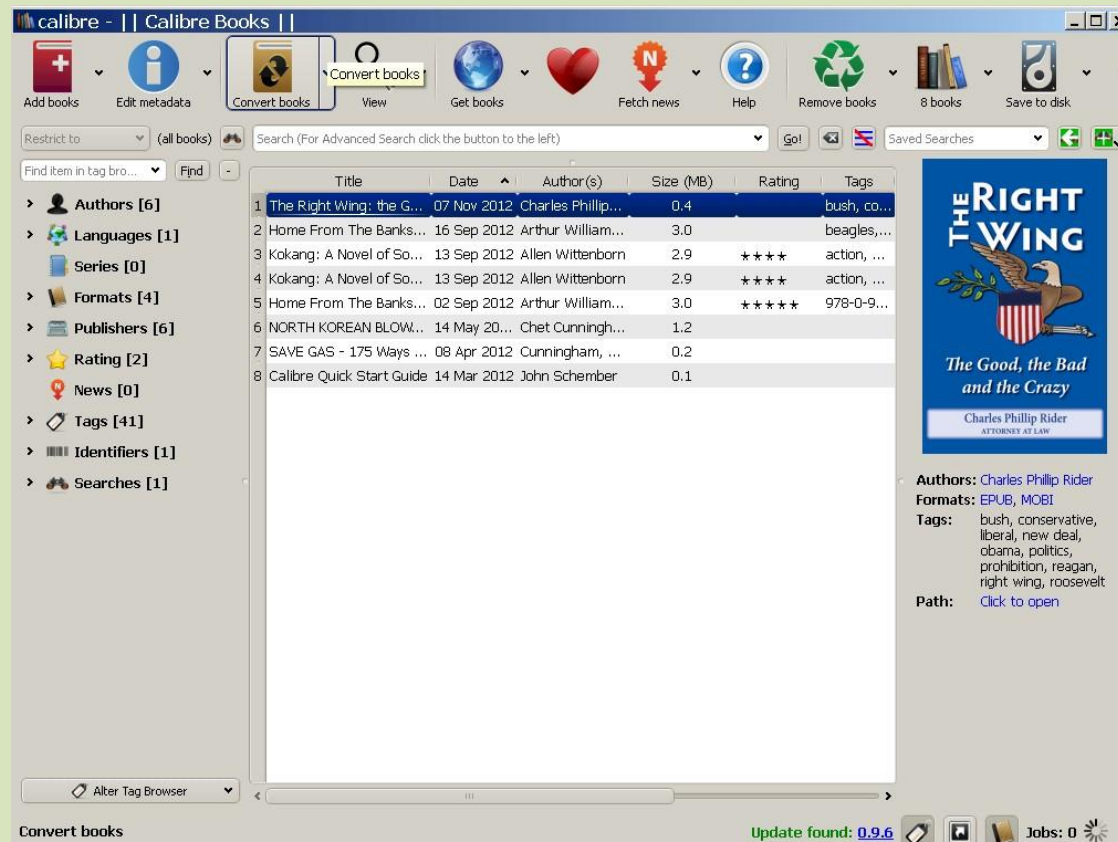 calibre - || Calibre Books ||
Add books
Edit metadata
Convert books
Convert books
View
Get books
N
Fetch news
?
Help
Remove books
8 books
Save to disk
Restrict to
(all books)
Search (For Advanced Search click the button to the left)
Go!
Saved Searches
Find item in tag bro...
Find
-
Authors [6]
Languages [1]
Series [0]
Formats [4]
Publishers [6]
Rating [2]
News [0]
Tags [41]
Identifiers [1]
Searches [1]
Alter Tag Browser
Title Date Author(s) Size (MB) Rating Tags
1 The Right Wing: the G... 07 Nov 2012 Charles Phillip... 0.4 bush, co...
2 Home From The Banks... 16 Sep 2012 Arthur William... 3.0 beagles,...
3 Kokang: A Novel of So... 13 Sep 2012 Allen Wittenborn 2.9 ★★★★ action, ...
4 Kokang: A Novel of So... 13 Sep 2012 Allen Wittenborn 2.9 ★★★★ action, ...
5 Home From The Banks... 02 Sep 2012 Arthur William... 3.0 ★★★★★ 978-0-9...
6 NORTH KOREAN BLOW... 14 May 20... Chet Cunningh... 1.2
7 SAVE GAS - 175 Ways ... 08 Apr 2012 Cunningham, ... 0.2
8 Calibre Quick Start Guide 14 Mar 2012 John Schember 0.1
THE RIGHT
WING
The Good, the Bad
and the Crazy
Charles Phillip Rider
ATTORNEY AT LAW
Authors: Charles Phillip Rider
Formats: EPUB, MOBI
Tags: bush, conservative,
liberal, new deal,
obama, politics,
prohibition, reagan,
right wing, roosevelt
Path: Click to open
Convert books
Update found: 0.9.6
Jobs: 0